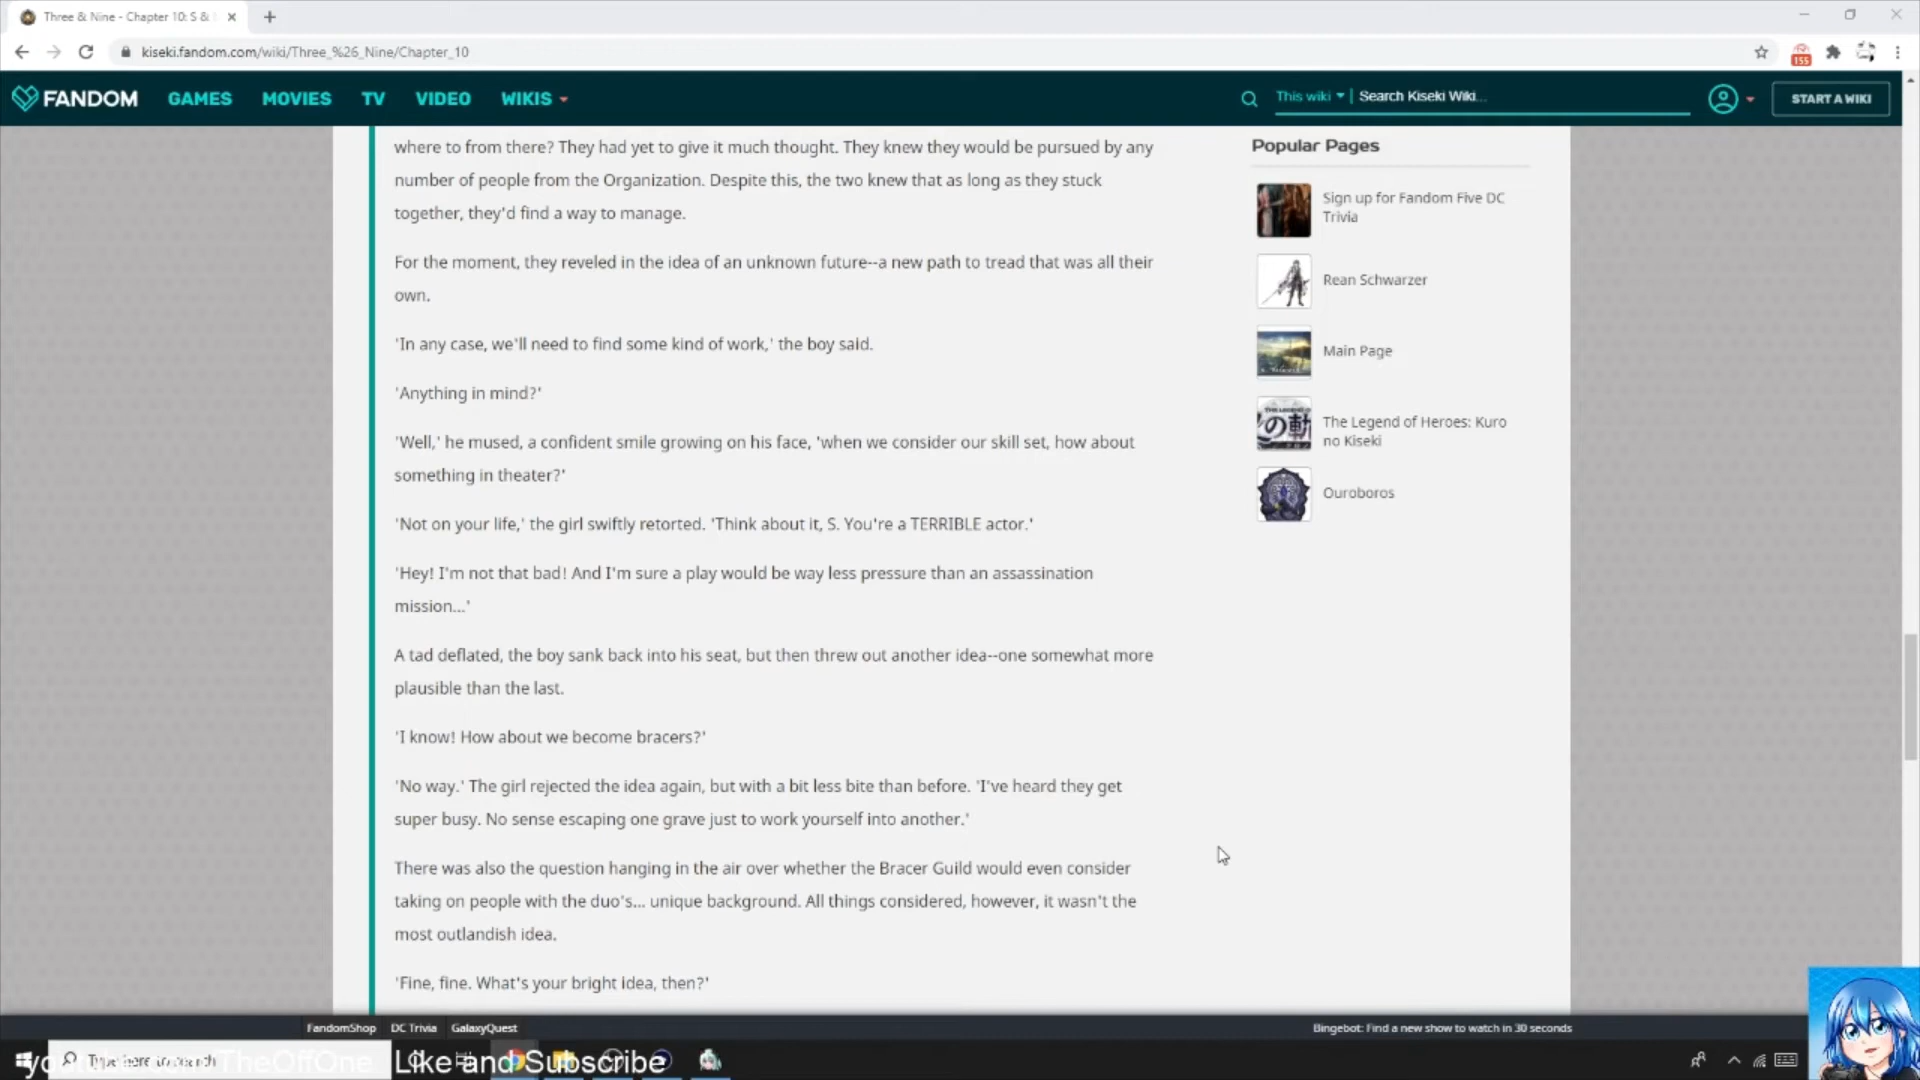 Three & Nine - Chapter 10: S &
kiseki.fandom.com/wiki/Three_%26_Nine/Chapter_10
155
FANDOM GAMES MOVIES TV VIDEO WIKIS This wiki Search Kiseki Wiki... START A WIKI
where to from there? They had yet to give it much thought. They knew they would be pursued by any
number of people from the Organization. Despite this, the two knew that as long as they stuck
together, they'd find a way to manage.
For the moment, they reveled in the idea of an unknown future--a new path to tread that was all their
own.
'In any case, we'll need to find some kind of work,' the boy said.
'Anything in mind?'
'Well,' he mused, a confident smile growing on his face, 'when we consider our skill set, how about
something in theater?'
'Not on your life,' the girl swiftly retorted. 'Think about it, S. You're a TERRIBLE actor.'
'Hey! I'm not that bad! And I'm sure a play would be way less pressure than an assassination
mission...'
A tad deflated, the boy sank back into his seat, but then threw out another idea--one somewhat more
plausible than the last.
'I know! How about we become bracers?'
'No way.' The girl rejected the idea again, but with a bit less bite than before. 'I've heard they get
super busy. No sense escaping one grave just to work yourself into another.'
There was also the question hanging in the air over whether the Bracer Guild would even consider
taking on people with the duo's... unique background. All things considered, however, it wasn't the
most outlandish idea.
'Fine, fine. What's your bright idea, then?'
Popular Pages
Sign up for Fandom Five DC
Trivia
Rean Schwarzer
Main Page
The Legend of Heroes: Kuro
no Kiseki
Ouroboros
FandomShop DC Trivia GalaxyQuest Bingebot: Find a new show to watch in 30 seconds
Type here to search
TheOffOne Like and Subscribe